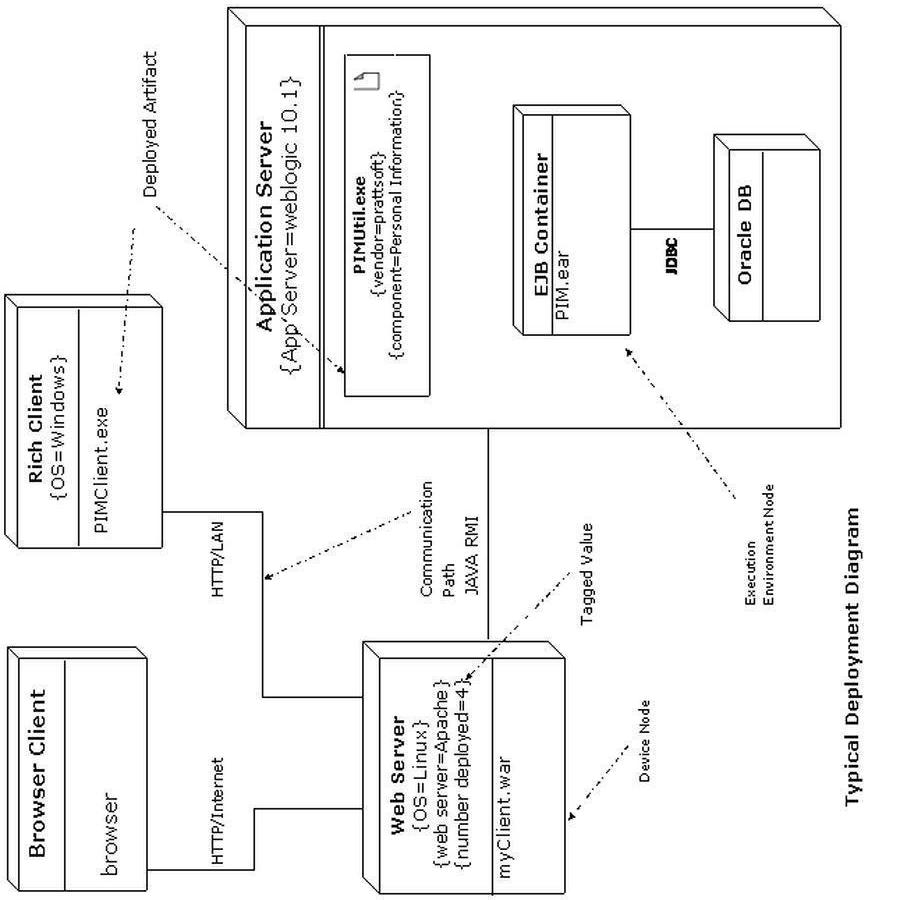 Browser Client
browser
Rich Client
{OS=Windows}
PIMClient.exe
Deployed Artifact
HTTP/Internet
HTTP/LAN
Application Server
{App Server=weblogic 10.1}
PIMUtil.exe
{vendor=prattsoft}
{component=Personal Information}
EJB Container
PIM.ear
JDBC
Oracle DB
Web Server
{OS=Linux}
{web server=Apache}
{number deployed=4}
myClient.war
Communication
Path
JAVA RMI
Tagged Value
Device Node
Execution
Environment Node
Typical Deployment Diagram